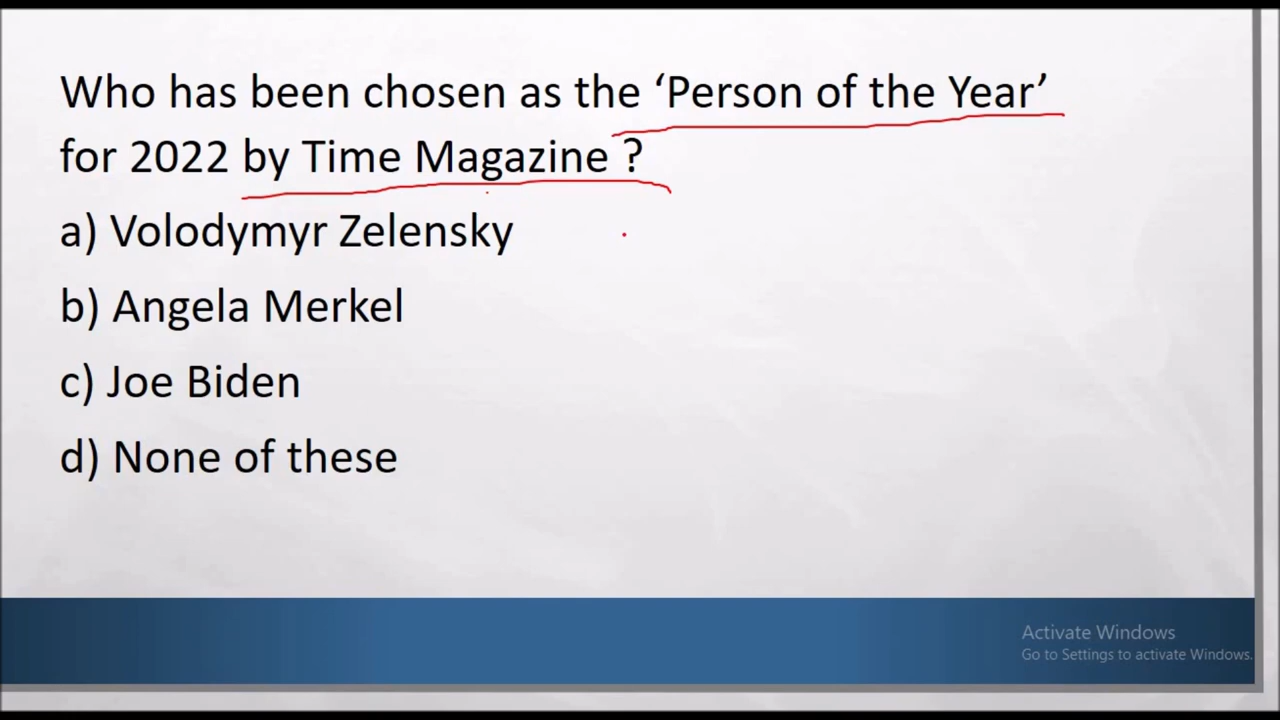 Who has been chosen as the ‘Person of the Year’
for 2022 by Time Magazine ?
a) Volodymyr Zelensky
b) Angela Merkel
c) Joe Biden
d) None of these
Activate Windows
Go to Settings to activate Windows.